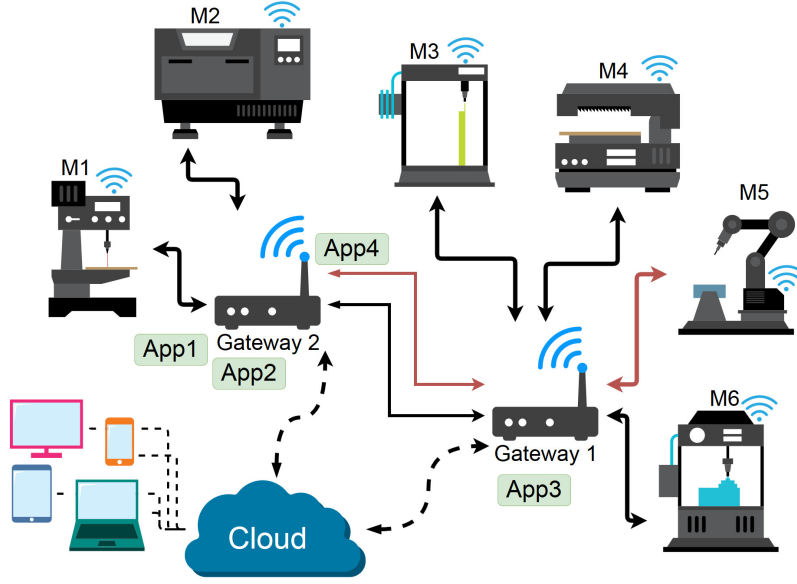 M2
M3
M4
M1
M5
App4
App1
Gateway 2
App2
M6
Gateway 1
App3
Cloud